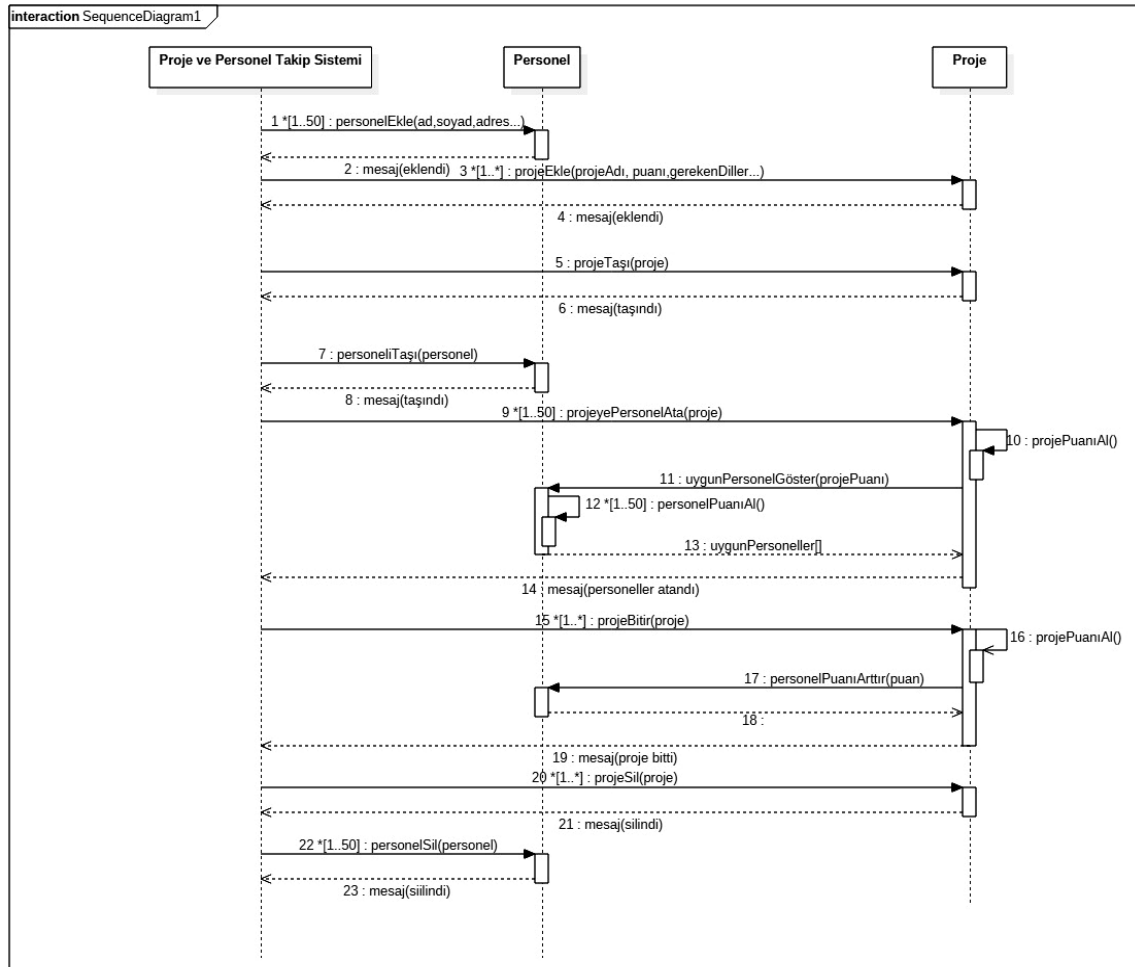 interaction SequenceDiagram1
Proje ve Personel Takip Sistemi
Personel
Proje
1 *[1..50] : personelEkle(ad,soyad,adres...)
2 : mesaj(eklendi)
3 *[1..*] : projeEkle(projeAdı, puanı,gerekenDiller...)
4 : mesaj(eklendi)
5 : projeTaşı(proje)
6 : mesaj(taşındı)
7 : personeliTaşı(personel)
8 : mesaj(taşındı)
9 *[1..50] : projeyePersonelAta(proje)
10 : projePuanıAl()
11 : uygunPersonelGöster(projePuanı)
12 *[1..50] : personelPuanıAl()
13 : uygunPersoneller[]
14 : mesaj(personeller atandı)
15 *[1..*] : projeBitir(proje)
16 : projePuanıAl()
17 : personelPuanıArttır(puan)
18 :
19 : mesaj(proje bitti)
20 *[1..*] : projeSil(proje)
21 : mesaj(silindi)
22 *[1..50] : personelSil(personel)
23 : mesaj(siilindi)